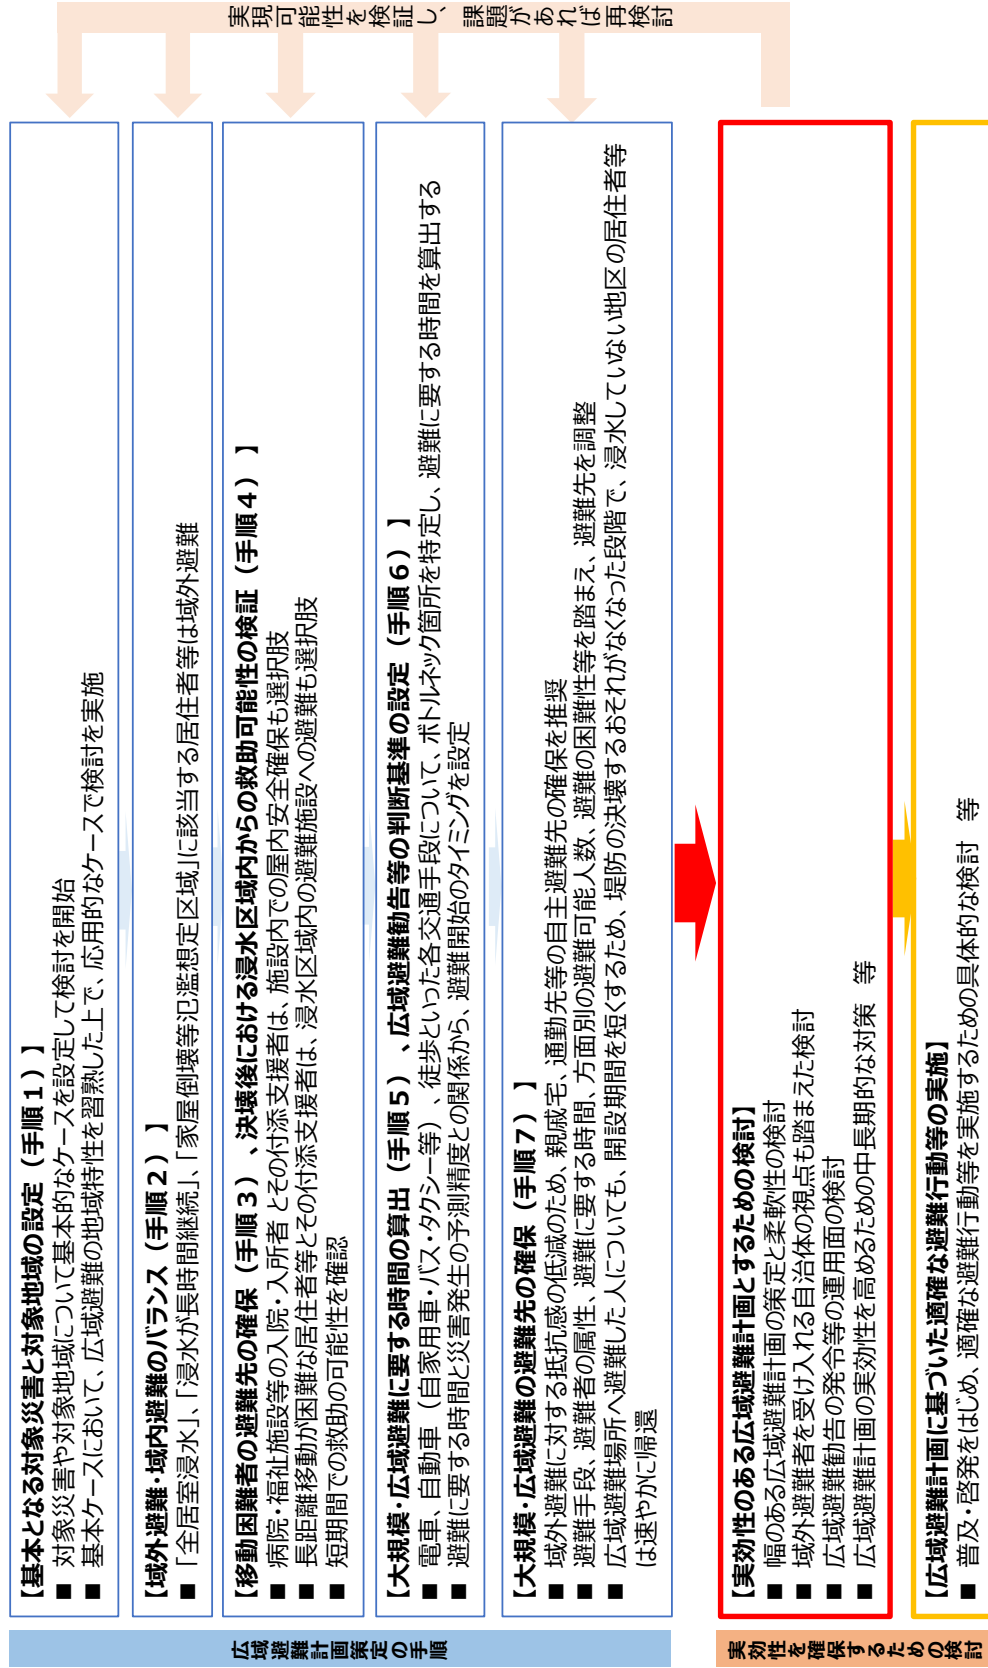 広域避難計画策定の手順
【基本となる対象災害と対象地域の設定（手順１）】
■ 対象災害や対象地域について基本的なケースを設定して検討を開始
■ 基本ケースにおいて、広域避難の地域特性を習熟した上で、応用的なケースで検討を実施
【域外避難・域内避難のバランス（手順２）】
■ 「全居室浸水」、「浸水が長時間継続」、「家屋倒壊等氾濫想定区域」に該当する居住者等は域外避難
【移動困難者の避難先の確保（手順３）、決壊後における浸水区域内からの救助可能性の検証（手順４）】
■ 病院・福祉施設等の入院・入所者とその付添支援者は、施設内での屋内安全確保も選択肢
■ 長距離移動が困難な居住者等とその付添支援者は、浸水区域内の避難施設への避難も選択肢
■ 短期間での救助の可能性を確認
【大規模・広域避難に要する時間の算出（手順５）、広域避難勧告等の判断基準の設定（手順６）】
■ 電車、自動車（自家用車・バス・タクシー等）、徒歩といった各交通手段について、ボトルネック箇所を特定し、避難に要する時間を算出する
■ 避難に要する時間と災害発生の予測精度との関係から、避難開始のタイミングを設定
【大規模・広域避難の避難先の確保（手順７）】
■ 域外避難に対する抵抗感の低減のため、親戚宅、通勤先等の自主避難先の確保を推奨
■ 避難手段、避難者の属性、避難に要する時間、方面別の避難可能人数、避難の困難性等を踏まえ、避難先を調整
■ 広域避難場所へ避難した人についても、開設期間を短くするため、堤防の決壊するおそれがなくなった段階で、浸水していない地区の居住者等
は速やかに帰還
実現可能性を検証し、課題があれば再検討
実効性を確保するための検討
【実効性のある広域避難計画とするための検討】
■ 幅のある広域避難計画の策定と柔軟性の検討
■ 域外避難者を受け入れる自治体の視点も踏まえた検討
■ 広域避難勧告の発令等の運用面の検討
■ 広域避難計画の実効性を高めるための中長期的な対策 等
【広域避難計画に基づいた適確な避難行動等の実施】
■ 普及・啓発をはじめ、適確な避難行動等を実施するための具体的な検討 等